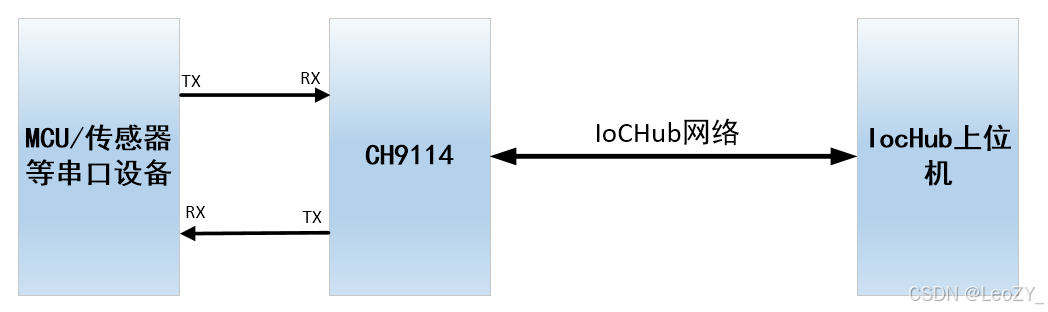 TX
RX
MCU/传感器
等串口设备
CH9114
IoCHub网络
IocHub上位
机
RX
TX
CSDN @LeoZY_